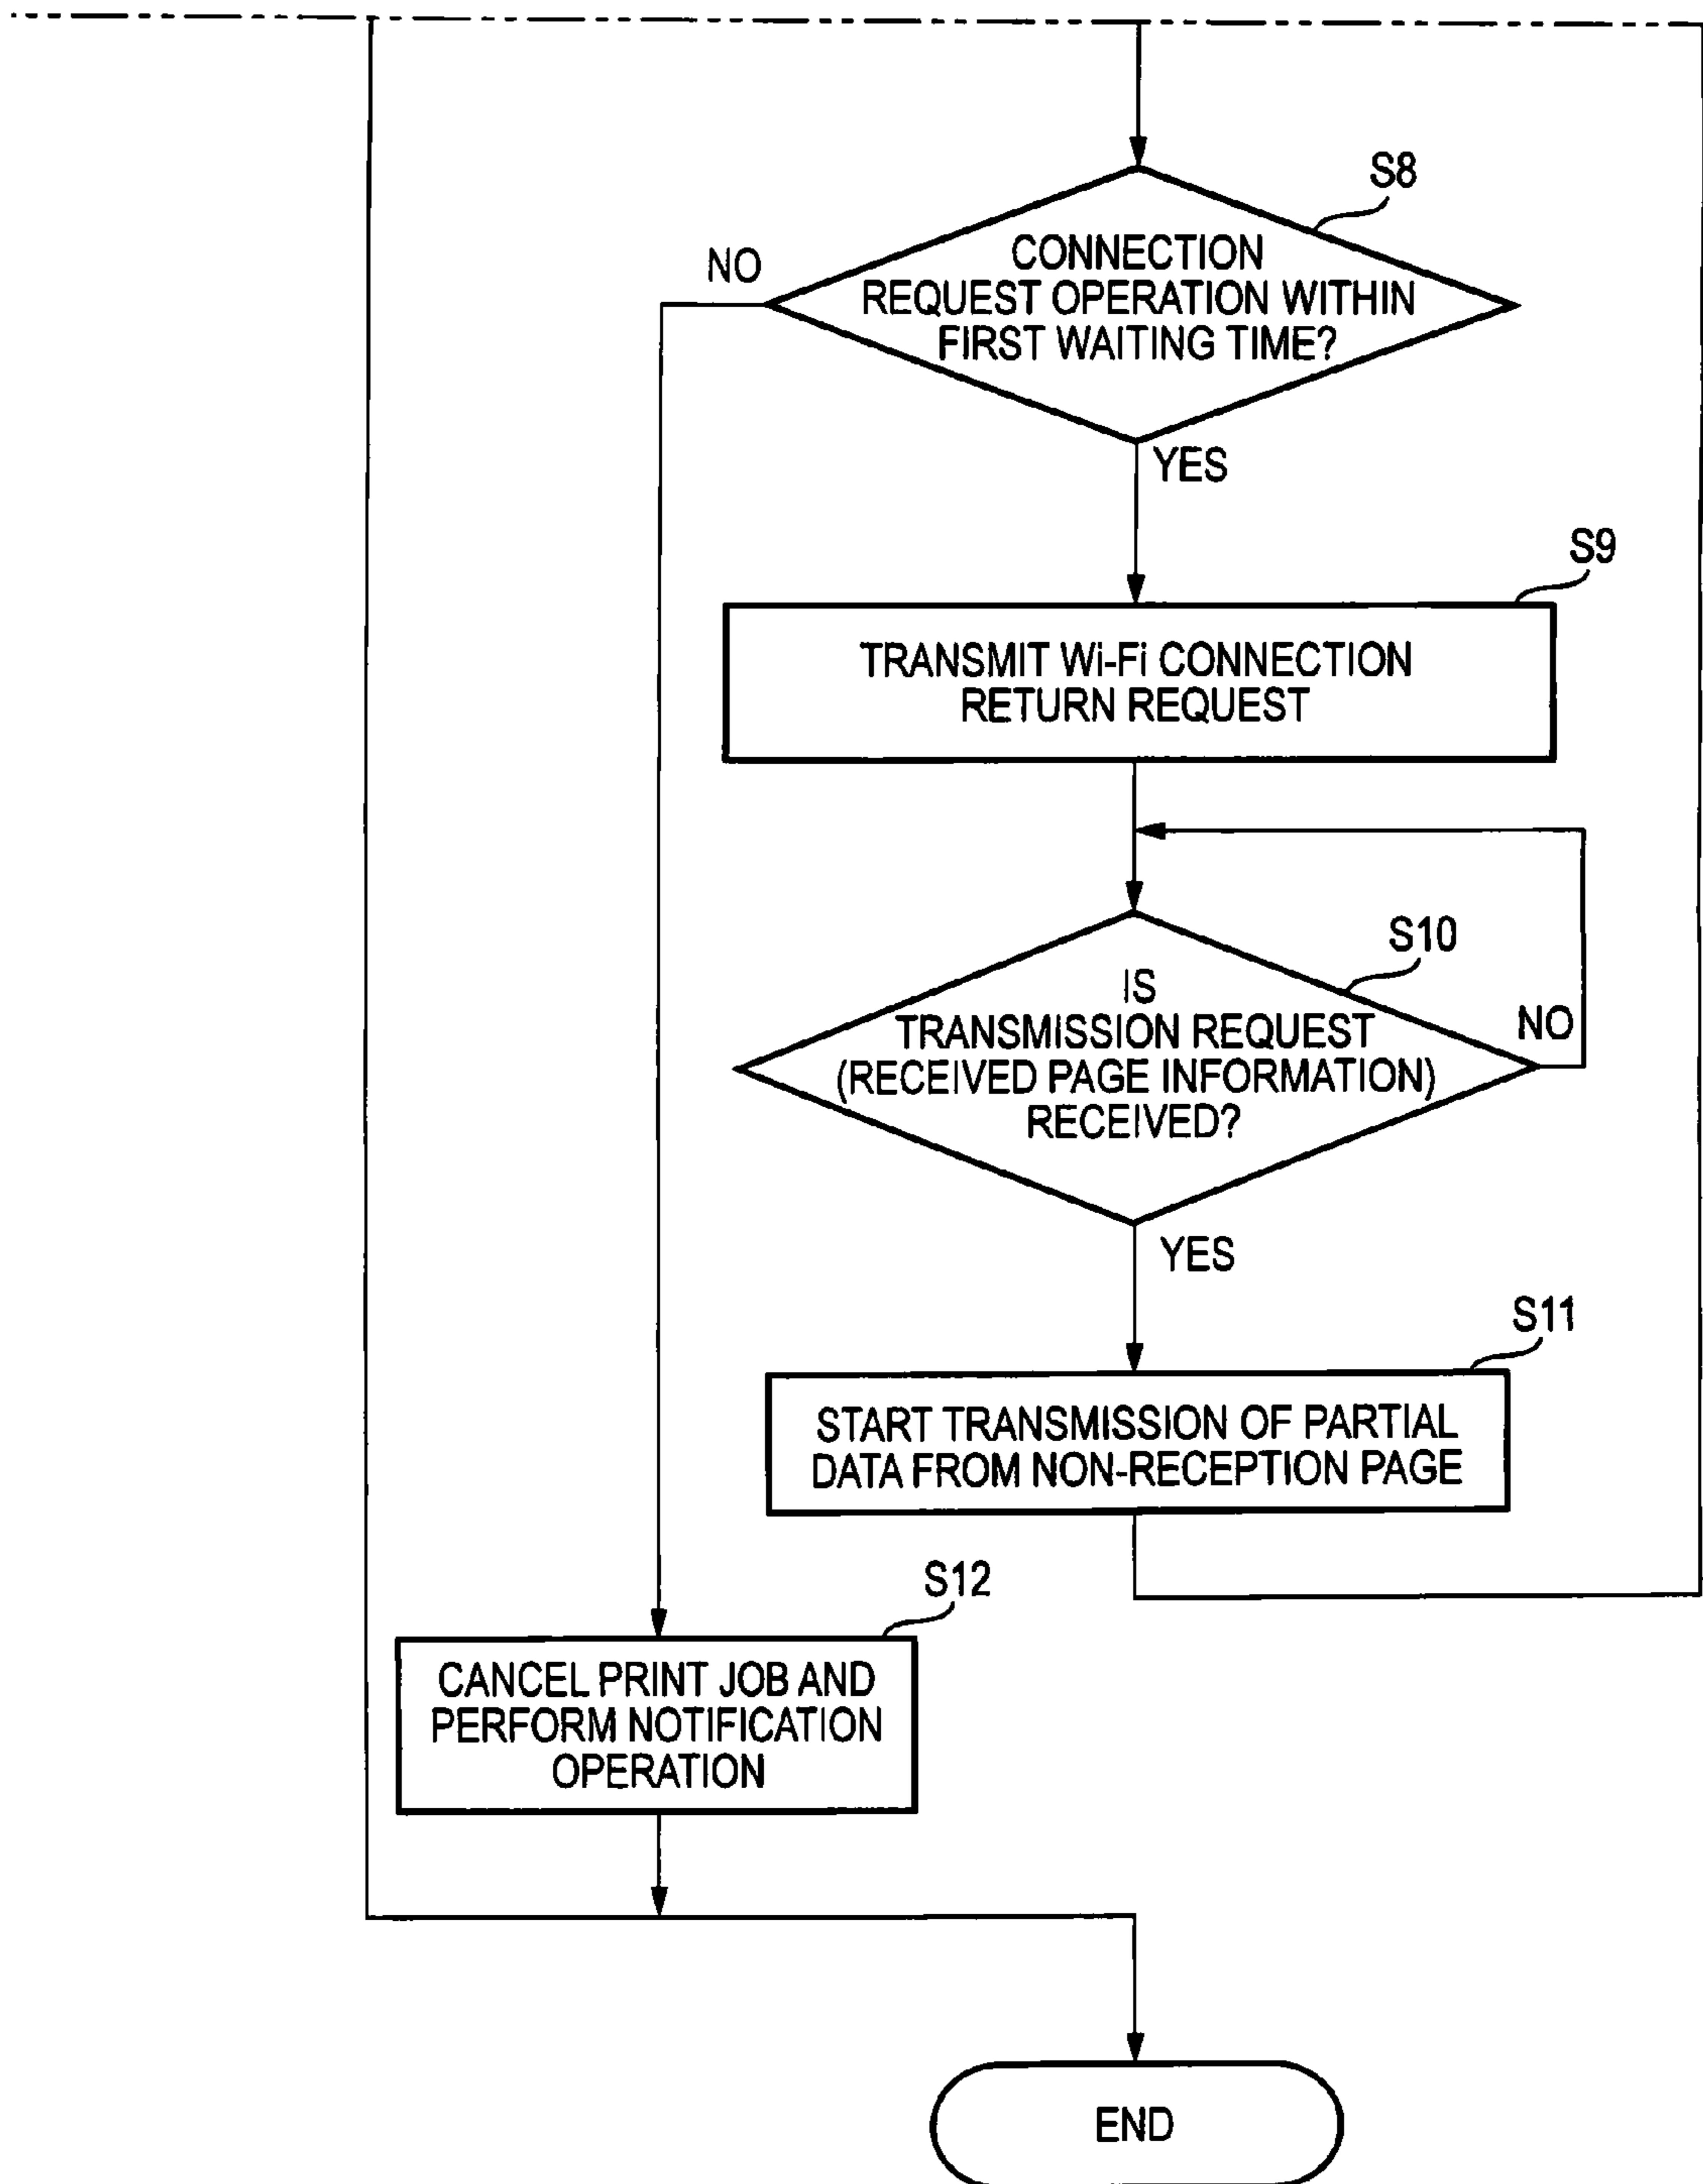 S8
CONNECTION
REQUEST OPERATION WITHIN
FIRST WAITING TIME?
NO
YES
S9
TRANSMIT Wi-Fi CONNECTION
RETURN REQUEST
S10
IS
TRANSMISSION REQUEST
(RECEIVED PAGE INFORMATION)
RECEIVED?
NO
YES
S11
START TRANSMISSION OF PARTIAL
DATA FROM NON-RECEPTION PAGE
S12
CANCEL PRINT JOB AND
PERFORM NOTIFICATION
OPERATION
END